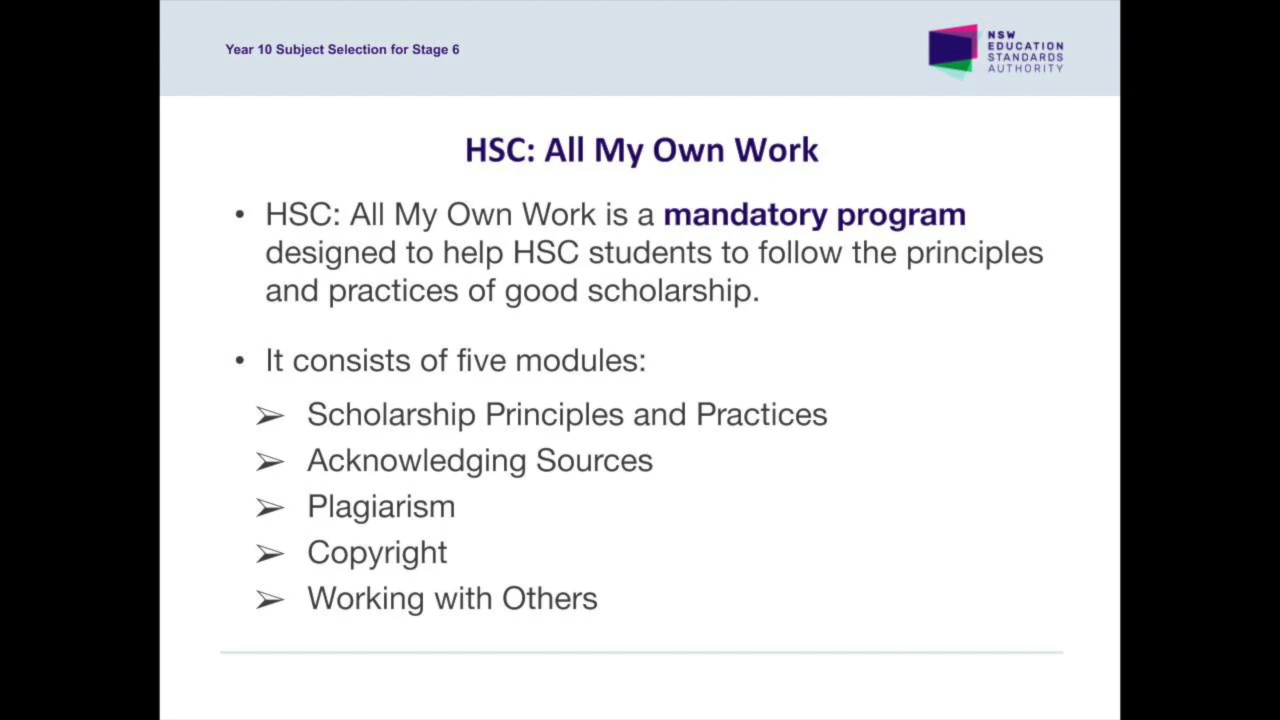 Year 10 Subject Selection for Stage 6
NSW
EDUCATION
STANDARDS
AUTHORITY
HSC: All My Own Work
• HSC: All My Own Work is a mandatory program
designed to help HSC students to follow the principles
and practices of good scholarship.
• It consists of five modules:
➢ Scholarship Principles and Practices
➢ Acknowledging Sources
➢ Plagiarism
➢ Copyright
➢ Working with Others